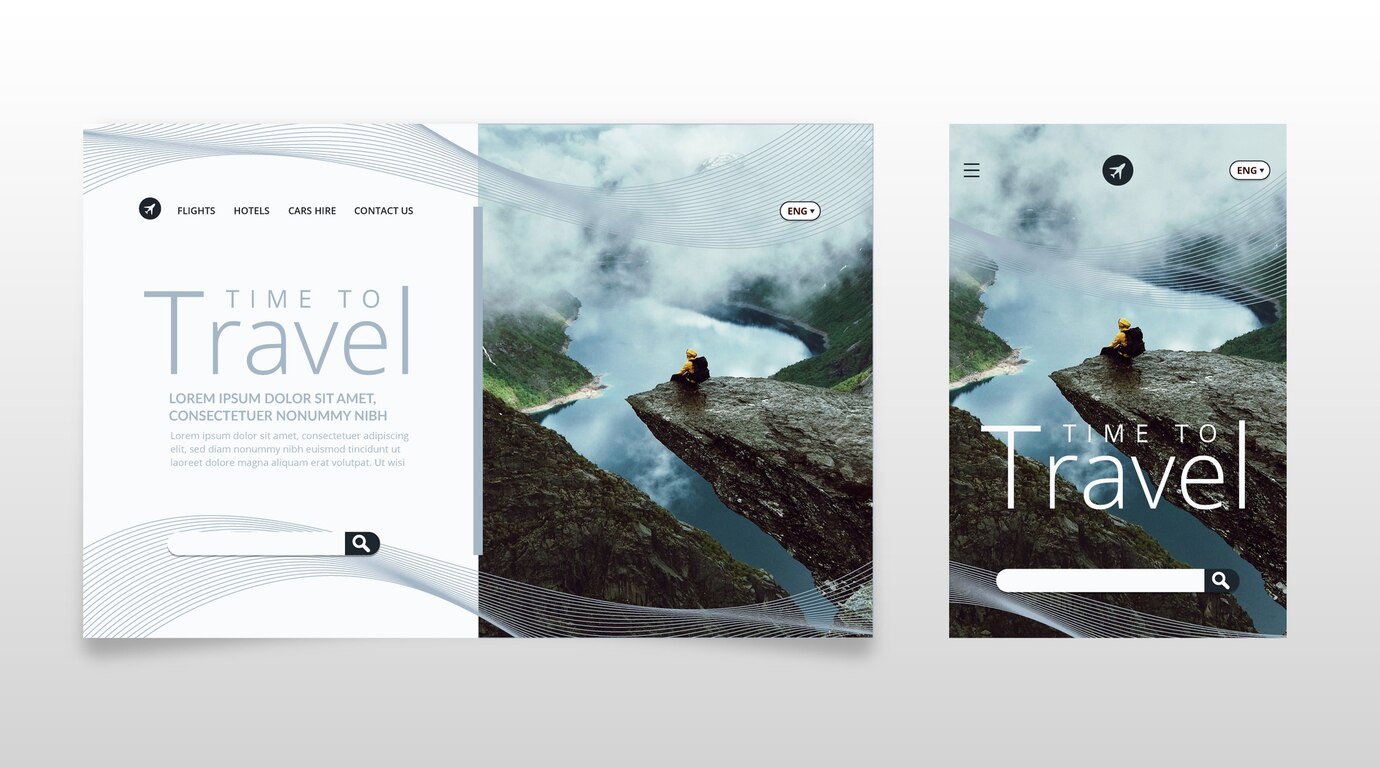 FLIGHTS HOTELS CARS HIRE CONTACT US
ENG
TIME TO
Travel
LOREM IPSUM DOLOR SIT AMET,
CONSECTETUER NONUMMY NIBH
Lorem ipsum dolor sit amet, consectetuer adipiscing
elit, sed diam nonummy nibh euismod tincidunt ut
laoreet dolore magna aliquam erat volutpat. Ut wisi
ENG
TIME TO
Travel